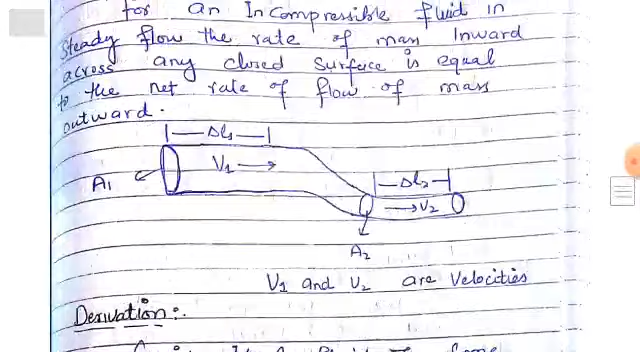 for an Incompressible fluid in
steady flow the rate of mass Inward
across any closed surface is equal
to the net rate of flow of mass
outward.
Δl1
V1
A1
Δl2
V2
A2
V1 and V2 are Velocities
Derivation: